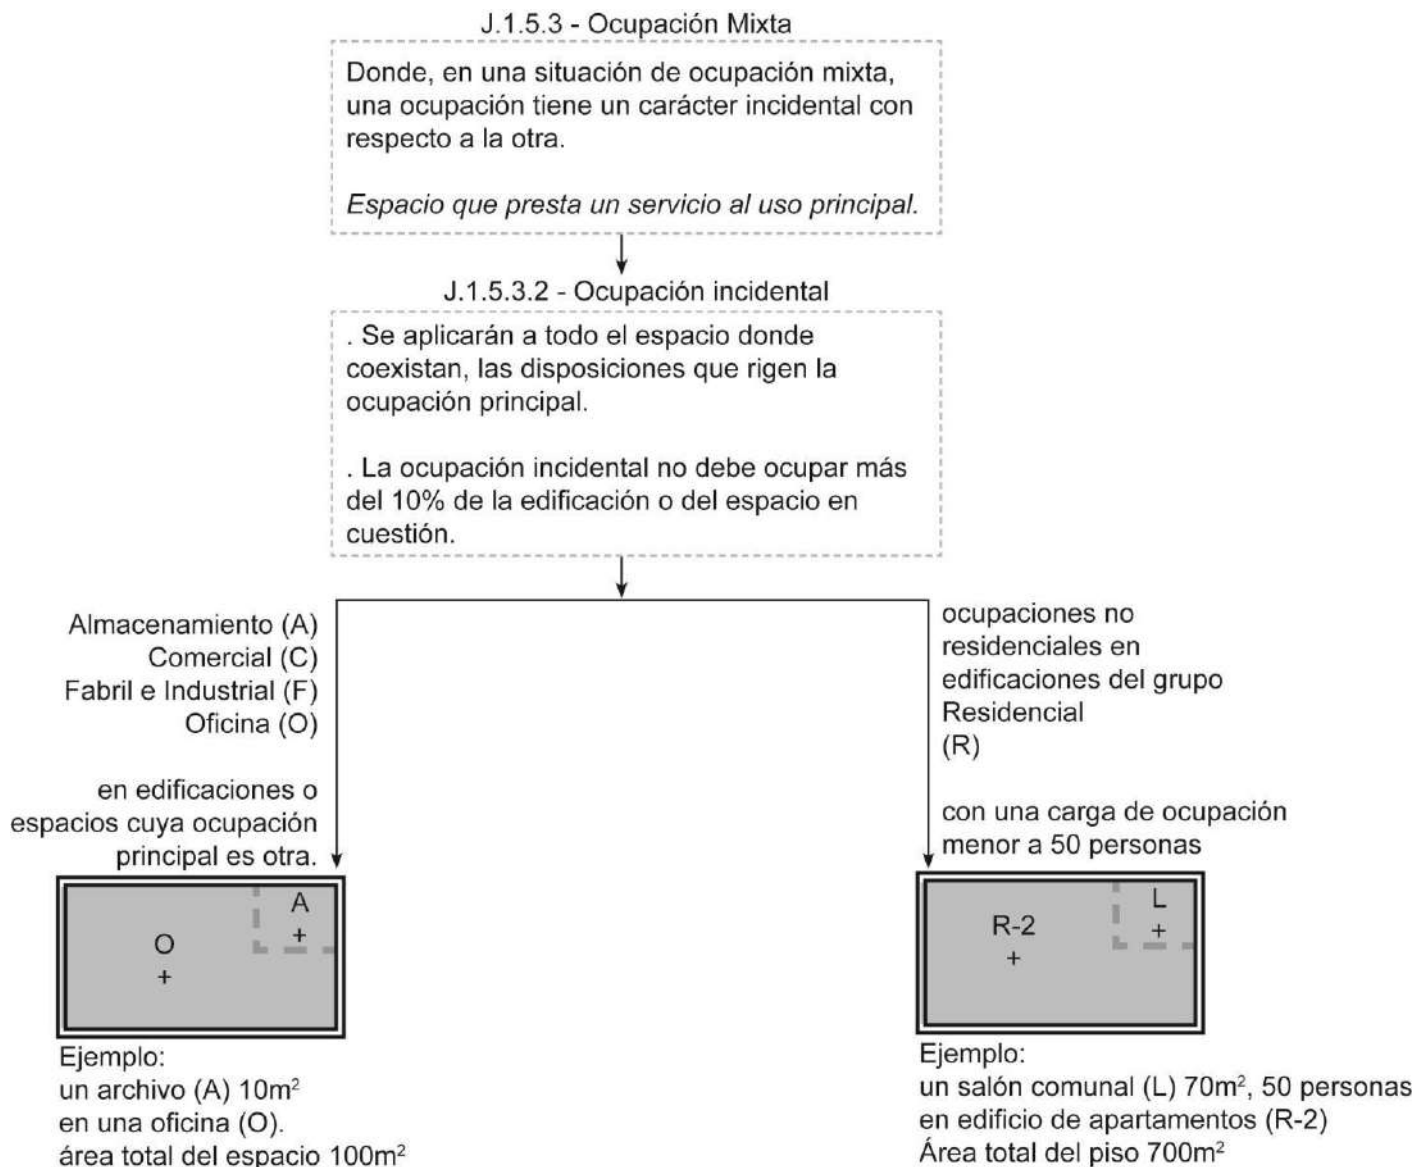 J.1.5.3 - Ocupación Mixta
Donde, en una situación de ocupación mixta,
una ocupación tiene un carácter incidental con
respecto a la otra.
Espacio que presta un servicio al uso principal.
J.1.5.3.2 - Ocupación incidental
. Se aplicarán a todo el espacio donde
coexistan, las disposiciones que rigen la
ocupación principal.
. La ocupación incidental no debe ocupar más
del 10% de la edificación o del espacio en
cuestión.
Almacenamiento (A)
Comercial (C)
Fabril e Industrial (F)
Oficina (O)
en edificaciones o
espacios cuya ocupación
principal es otra.
A
+
O
+
Ejemplo:
un archivo (A) 10m²
en una oficina (O).
área total del espacio 100m²
ocupaciones no
residenciales en
edificaciones del grupo
Residencial
(R)
con una carga de ocupación
menor a 50 personas
L
+
R-2
+
Ejemplo:
un salón comunal (L) 70m², 50 personas
en edificio de apartamentos (R-2)
Área total del piso 700m²